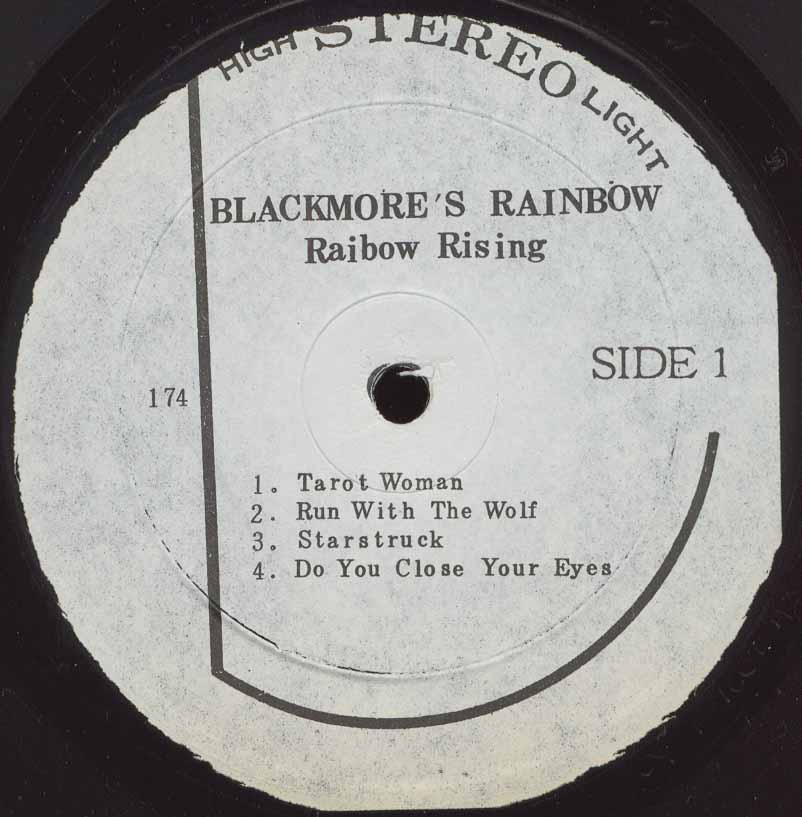 HIGH STEREO LIGHT
BLACKMORE'S RAINBOW
Raibow Rising
SIDE 1
174
1. Tarot Woman
2. Run With The Wolf
3. Starstruck
4. Do You Close Your Eyes